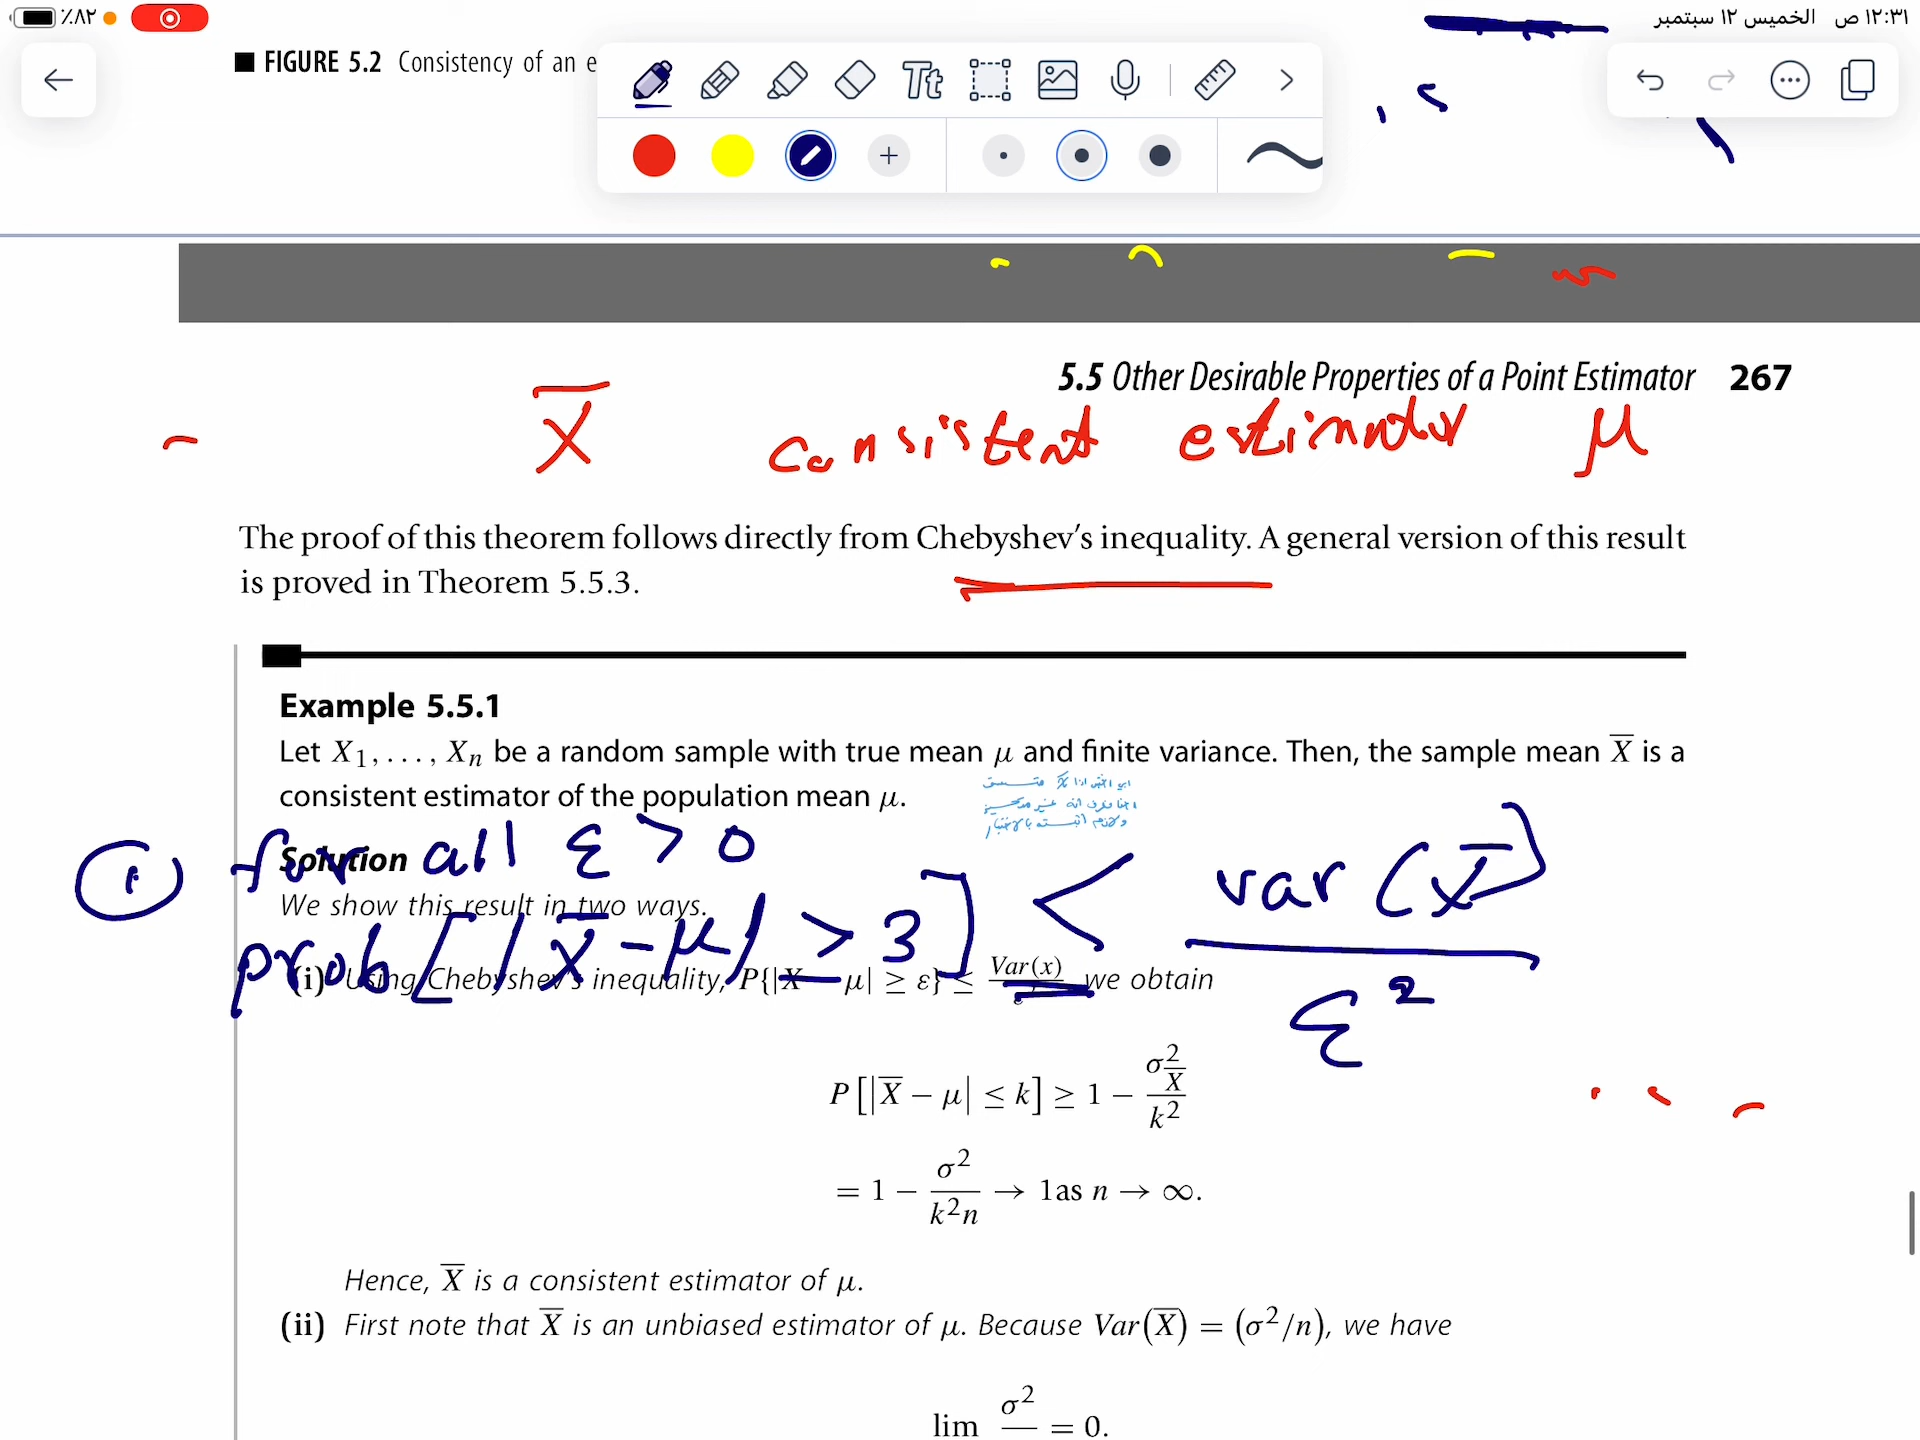 ٪٨٢
١٢:٣١ ص الخميس ١٢ سبتمبر
FIGURE 5.2 Consistency of an e
Tt
5.5 Other Desirable Properties of a Point Estimator 267
X̅ consistent estimator μ
The proof of this theorem follows directly from Chebyshev's inequality. A general version of this result
is proved in Theorem 5.5.3.
Example 5.5.1
Let X₁, . . . , Xₙ be a random sample with true mean μ and finite variance. Then, the sample mean X̅ is a
consistent estimator of the population mean μ.
① for all ε > 0
Solution
We show this result in two ways.
prob [|X̅ - μ| ≥ 3] < var (X̅) / ε²
(i) Using Chebyshev's inequality, P{|X − μ| ≥ ε} ≤ Var(x) we obtain
P[|X̅ − μ| ≤ k] ≥ 1 − σ²_X̅ / k²
= 1 − σ² / k²n → 1as n → ∞.
Hence, X̅ is a consistent estimator of μ.
(ii) First note that X̅ is an unbiased estimator of μ. Because Var(X̅) = (σ²/n), we have
lim σ² = 0.